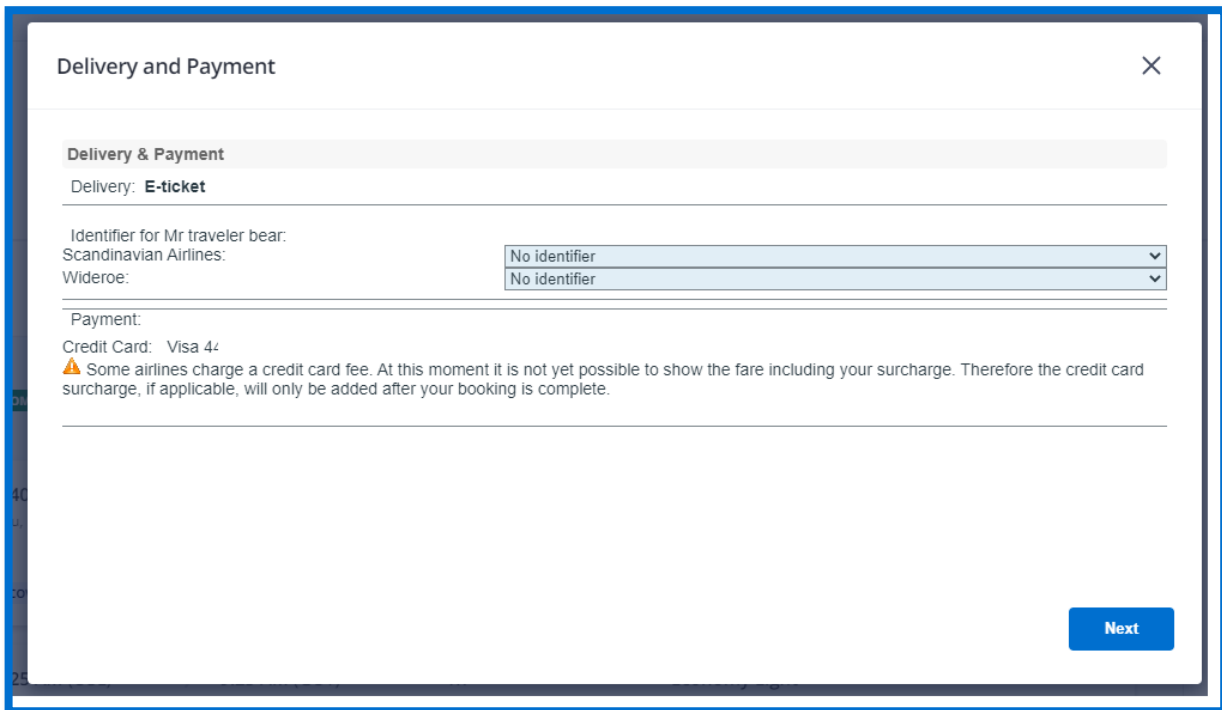 Delivery and Payment
Delivery & Payment
Delivery: E-ticket
Identifier for Mr traveler bear:
Scandinavian Airlines: No identifier
Wideroe: No identifier
Payment:
Credit Card: Visa 44
Some airlines charge a credit card fee. At this moment it is not yet possible to show the fare including your surcharge. Therefore the credit card
surcharge, if applicable, will only be added after your booking is complete.
Next